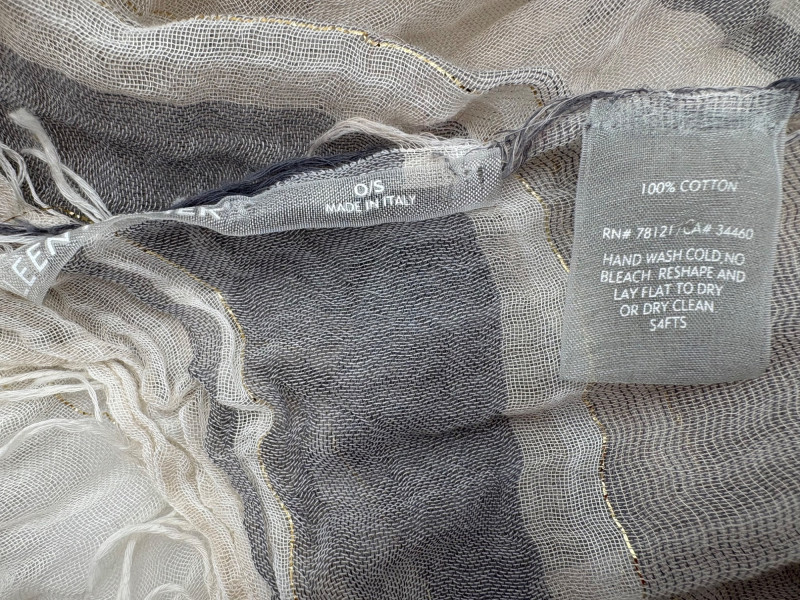 O/S
MADE IN ITALY
100% COTTON
RN# 78121/CA# 34460
HAND WASH COLD, NO
BLEACH. RESHAPE AND
LAY FLAT TO DRY
OR DRY CLEAN
S4FTS